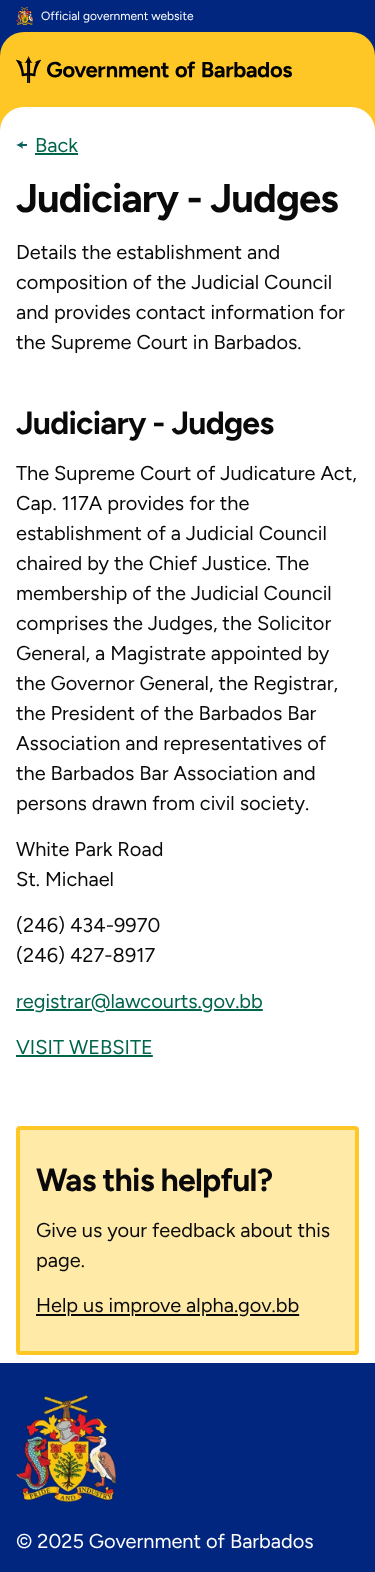 Official government website
Government of Barbados
Back
Judiciary - Judges
Details the establishment and
composition of the Judicial Council
and provides contact information for
the Supreme Court in Barbados.
Judiciary - Judges
The Supreme Court of Judicature Act,
Cap. 117A provides for the
establishment of a Judicial Council
chaired by the Chief Justice. The
membership of the Judicial Council
comprises the Judges, the Solicitor
General, a Magistrate appointed by
the Governor General, the Registrar,
the President of the Barbados Bar
Association and representatives of
the Barbados Bar Association and
persons drawn from civil society.
White Park Road
St. Michael
(246) 434-9970
(246) 427-8917
registrar@lawcourts.gov.bb
VISIT WEBSITE
Was this helpful?
Give us your feedback about this
page.
Help us improve alpha.gov.bb
PRIDE AND INDUSTRY
© 2025 Government of Barbados